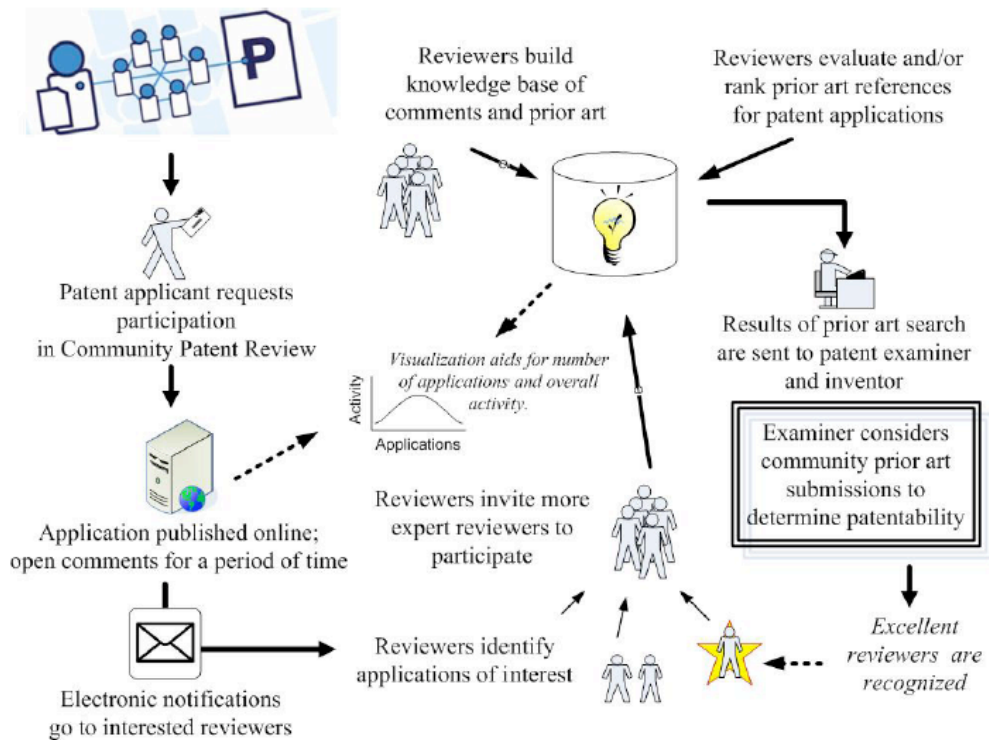 P
Patent applicant requests
participation
in Community Patent Review
Application published online;
open comments for a period of time
Electronic notifications
go to interested reviewers
Reviewers build
knowledge base of
comments and prior art
Reviewers evaluate and/or
rank prior art references
for patent applications
Visualization aids for number
of applications and overall
activity.
Activity
Applications
Reviewers invite more
expert reviewers to
participate
Reviewers identify
applications of interest
Results of prior art search
are sent to patent examiner
and inventor
Examiner considers
community prior art
submissions to
determine patentability
Excellent
reviewers are
recognized